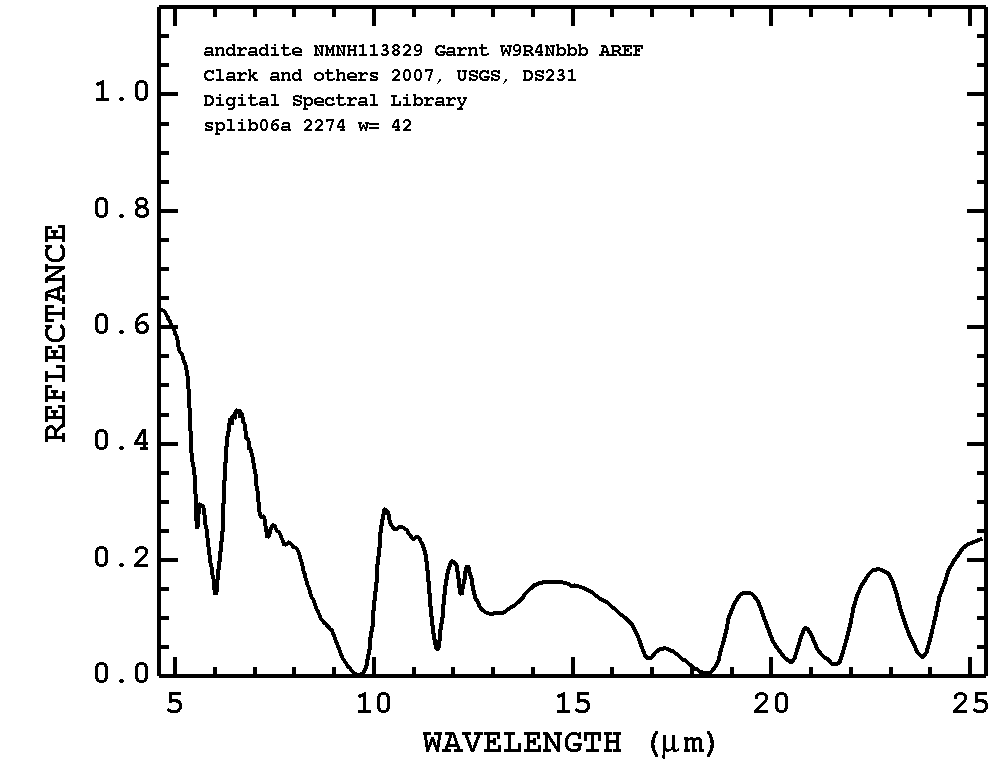 andradite NMNH113829 Garnt W9R4Nbbb AREF
Clark and others 2007, USGS, DS231
Digital Spectral Library
splib06a 2274 w= 42
1.0
0.8
0.6
0.4
0.2
0.0
REFLECTANCE
5 10 15 20 25
WAVELENGTH (μm)